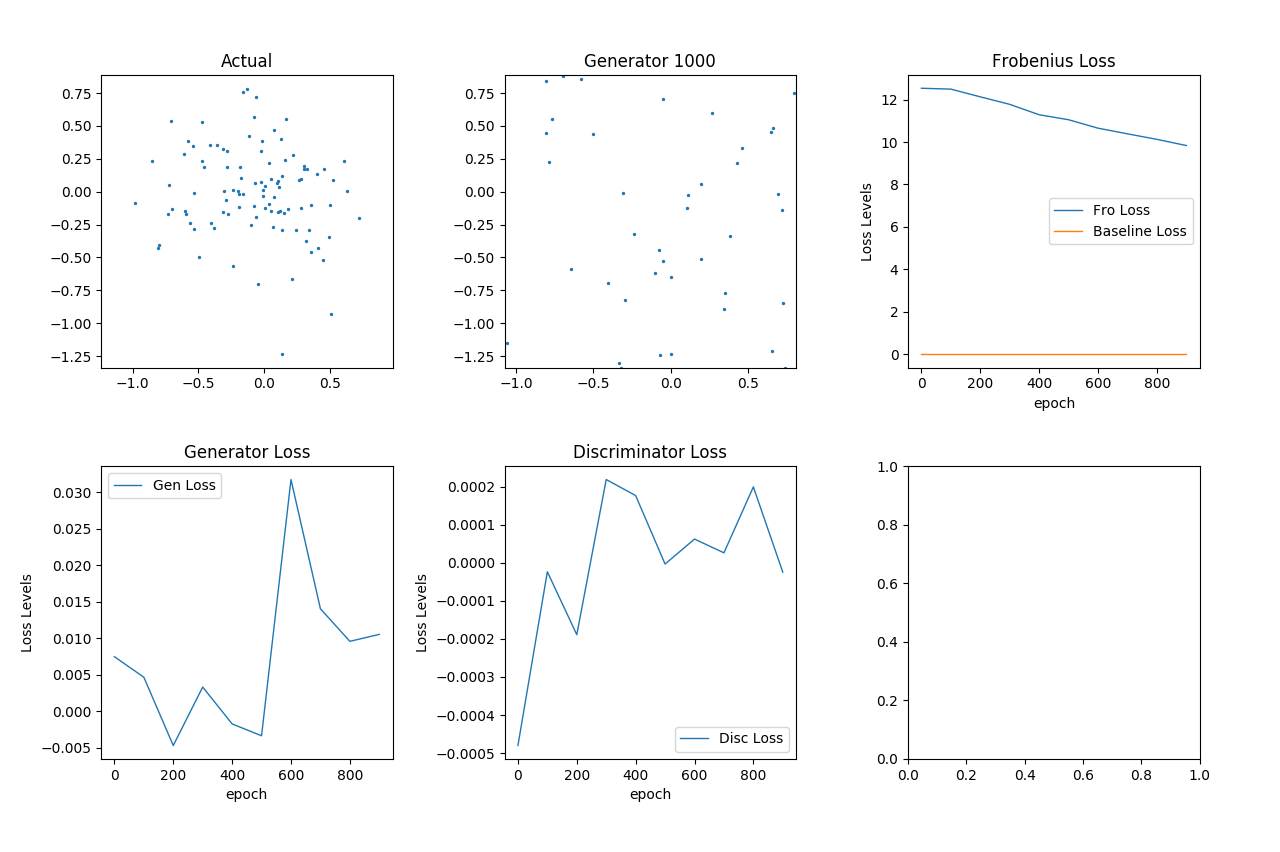 Actual
0.75
0.50
0.25
0.00
−0.25
−0.50
−0.75
−1.00
−1.25
−1.0 −0.5 0.0 0.5
Generator 1000
0.75
0.50
0.25
0.00
−0.25
−0.50
−0.75
−1.00
−1.25
−1.0 −0.5 0.0 0.5
Frobenius Loss
Loss Levels
12
10
8
6
4
2
0
Fro Loss
Baseline Loss
0 200 400 600 800
epoch
Generator Loss
Loss Levels
0.030
0.025
0.020
0.015
0.010
0.005
0.000
−0.005
Gen Loss
0 200 400 600 800
epoch
Discriminator Loss
Loss Levels
0.0002
0.0001
0.0000
−0.0001
−0.0002
−0.0003
−0.0004
−0.0005
Disc Loss
0 200 400 600 800
epoch
1.0
0.8
0.6
0.4
0.2
0.0
0.0 0.2 0.4 0.6 0.8 1.0